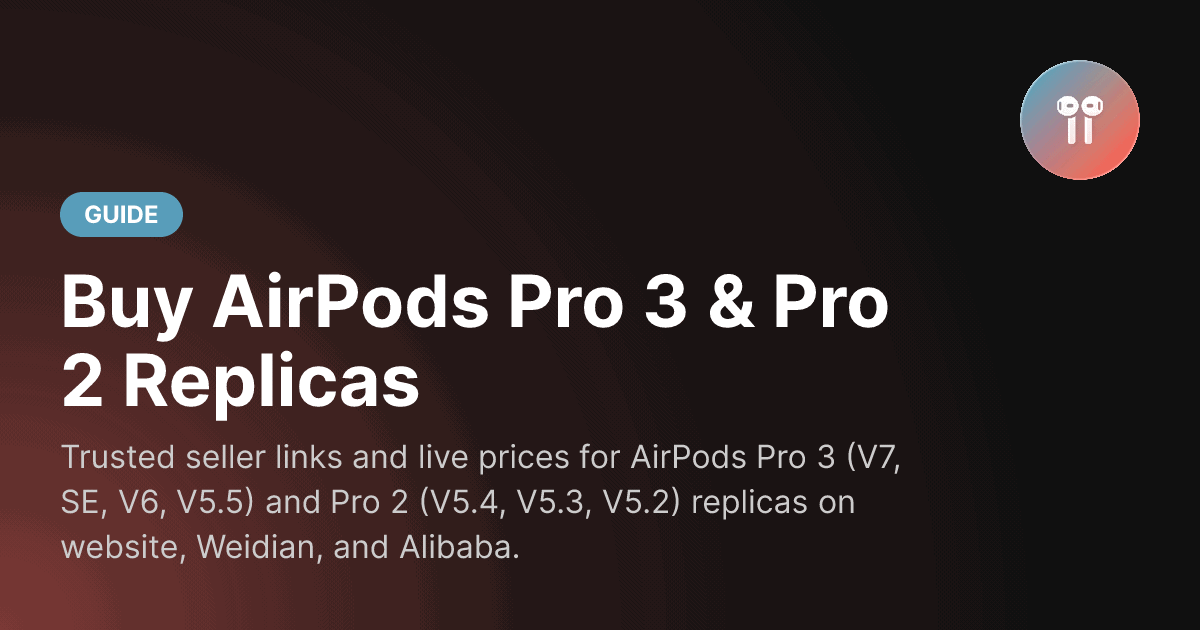 GUIDE
Buy AirPods Pro 3 & Pro
2 Replicas
Trusted seller links and live prices for AirPods Pro 3 (V7,
SE, V6, V5.5) and Pro 2 (V5.4, V5.3, V5.2) replicas on
website, Weidian, and Alibaba.